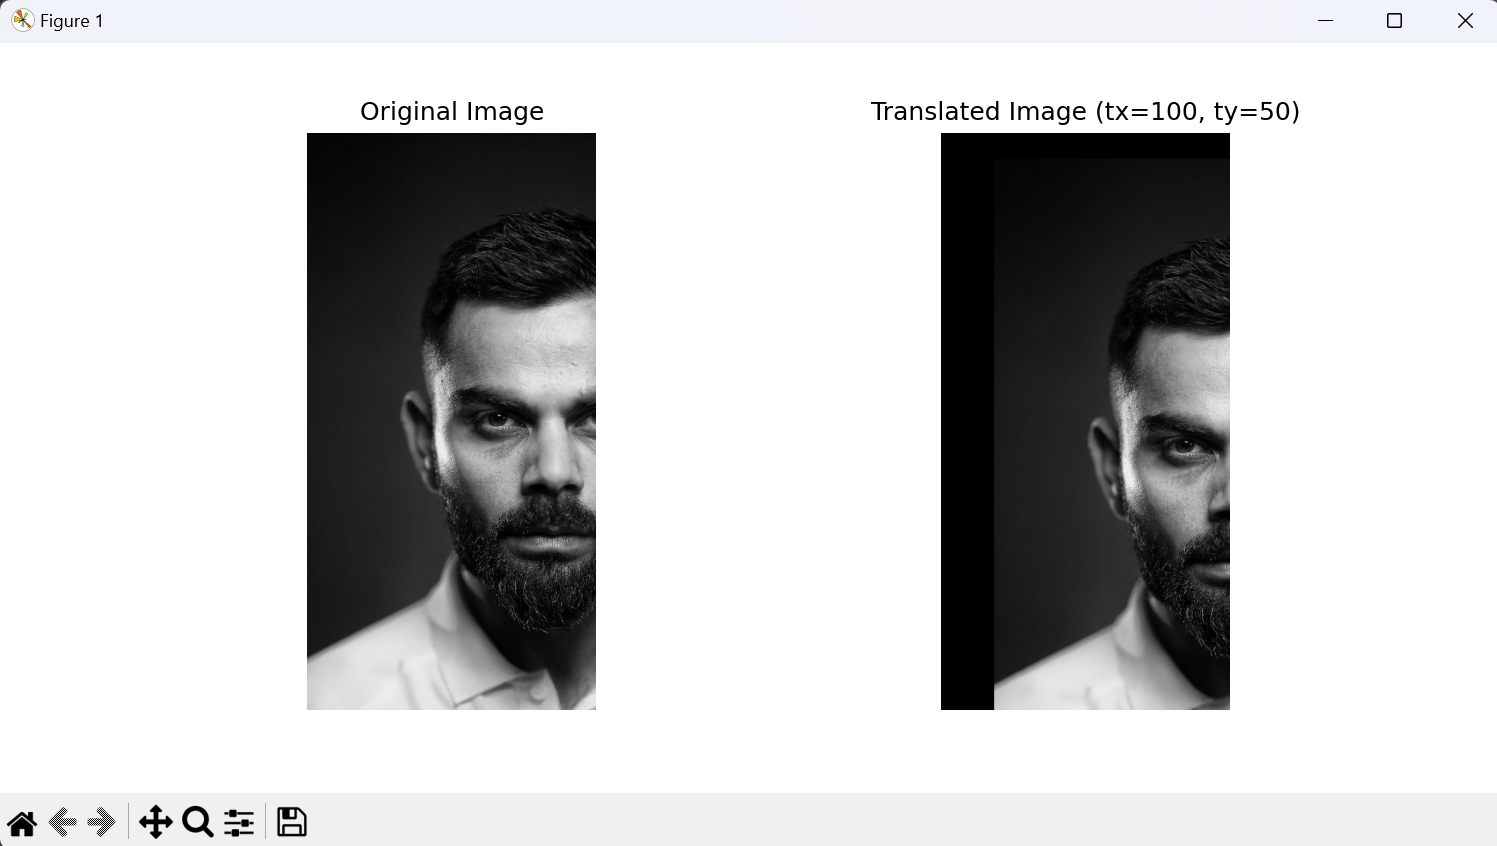 Figure 1
Original Image
Translated Image (tx=100, ty=50)